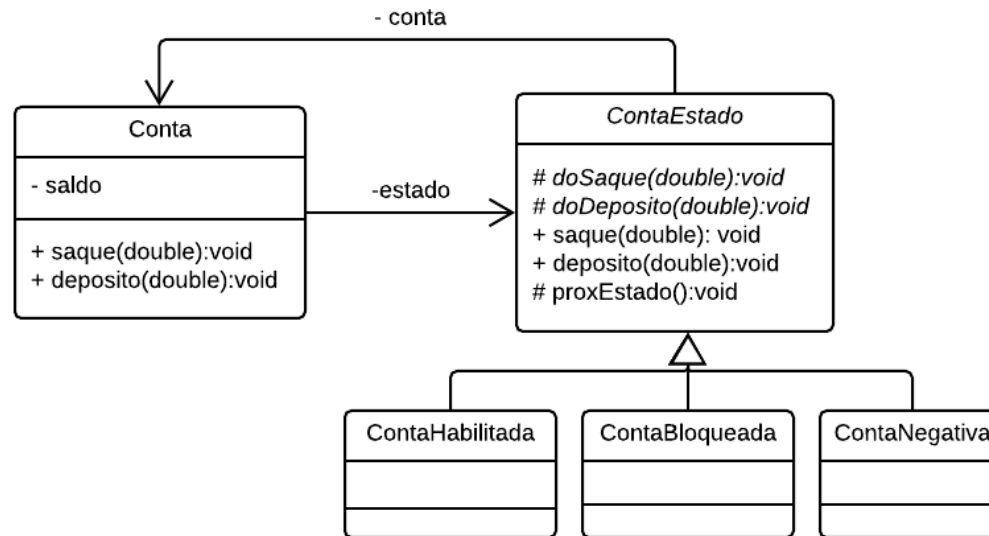 - conta
Conta
- saldo
+ saque(double):void
+ deposito(double):void
-estado
ContaEstado
# doSaque(double):void
# doDeposito(double):void
+ saque(double): void
+ deposito(double):void
# proxEstado():void
ContaHabilitada
ContaBloqueada
ContaNegativa